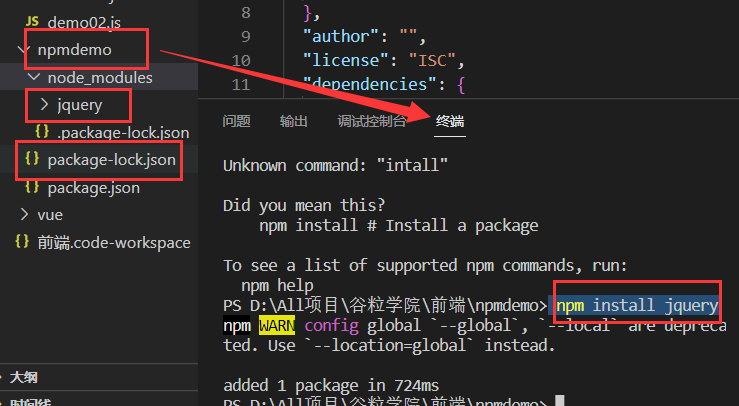 demo02.js
npmdemo
node_modules
jquery
.package-lock.json
package-lock.json
package.json
vue
前端.code-workspace
大纲
时间线
8 },
9 "author": "",
10 "license": "ISC",
11 "dependencies": {
问题 输出 调试控制台 终端
Unknown command: "intall"
Did you mean this?
npm install # Install a package
To see a list of supported npm commands, run:
npm help
PS D:\All项目\谷粒学院\前端\npmdemo> npm install jquery
npm WARN config global `--global`, `--local` are depreca
ted. Use `--location=global` instead.
added 1 package in 724ms
PS D:\All项目\谷粒学院\前端\npmdemo>